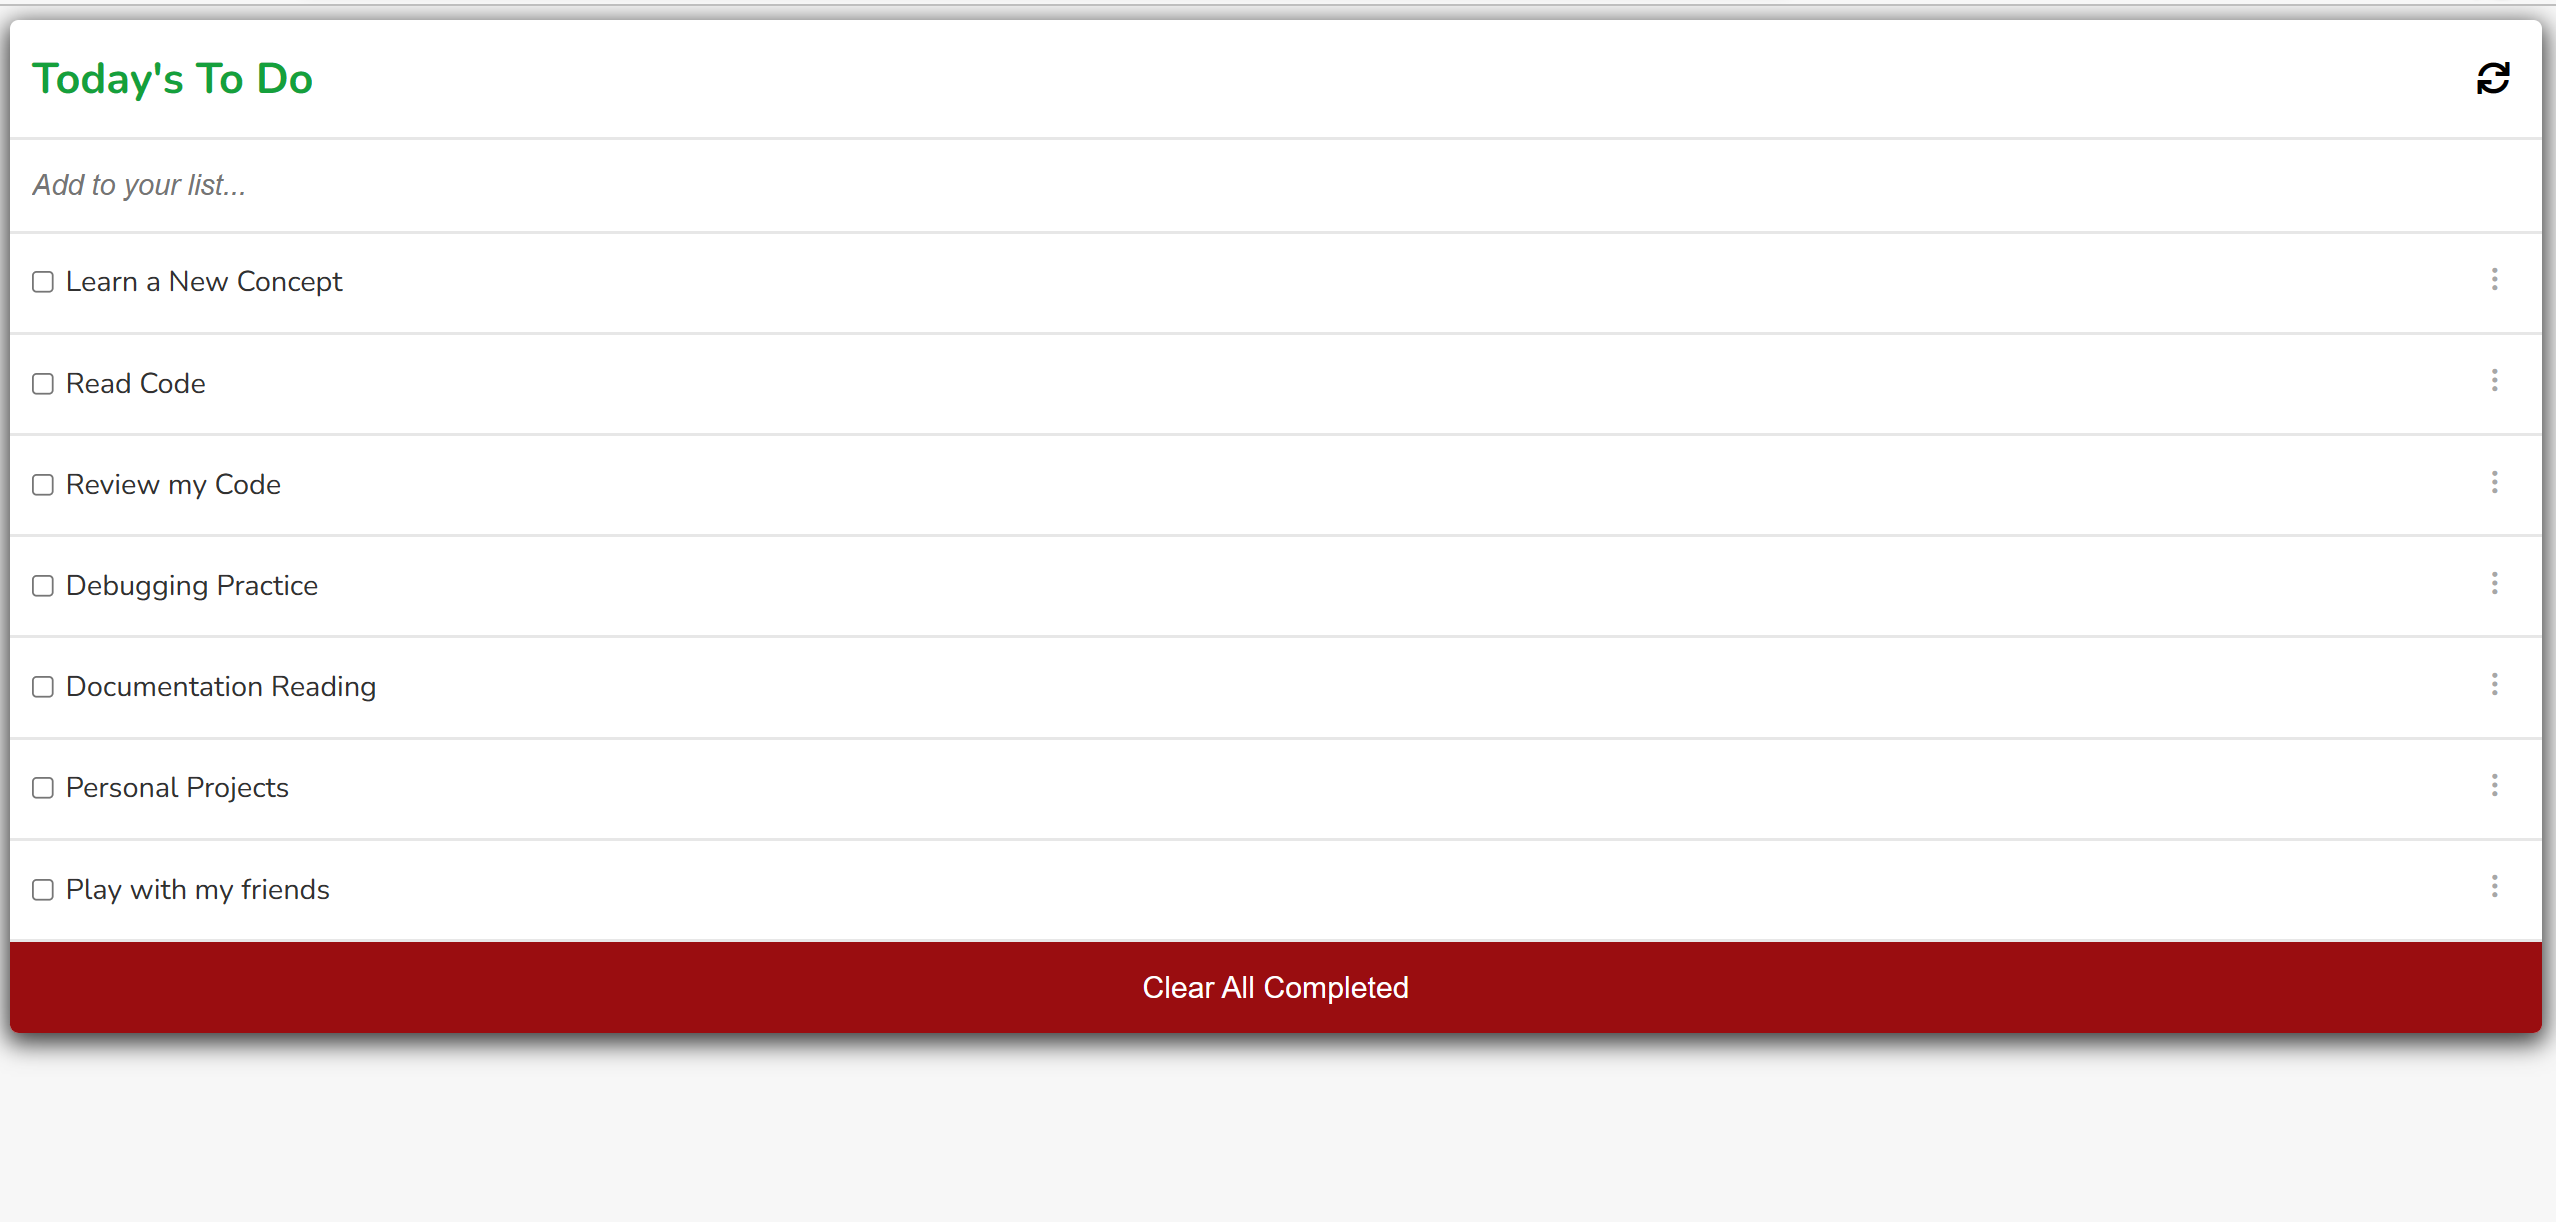 Today's To Do
Add to your list...
Learn a New Concept
Read Code
Review my Code
Debugging Practice
Documentation Reading
Personal Projects
Play with my friends
Clear All Completed